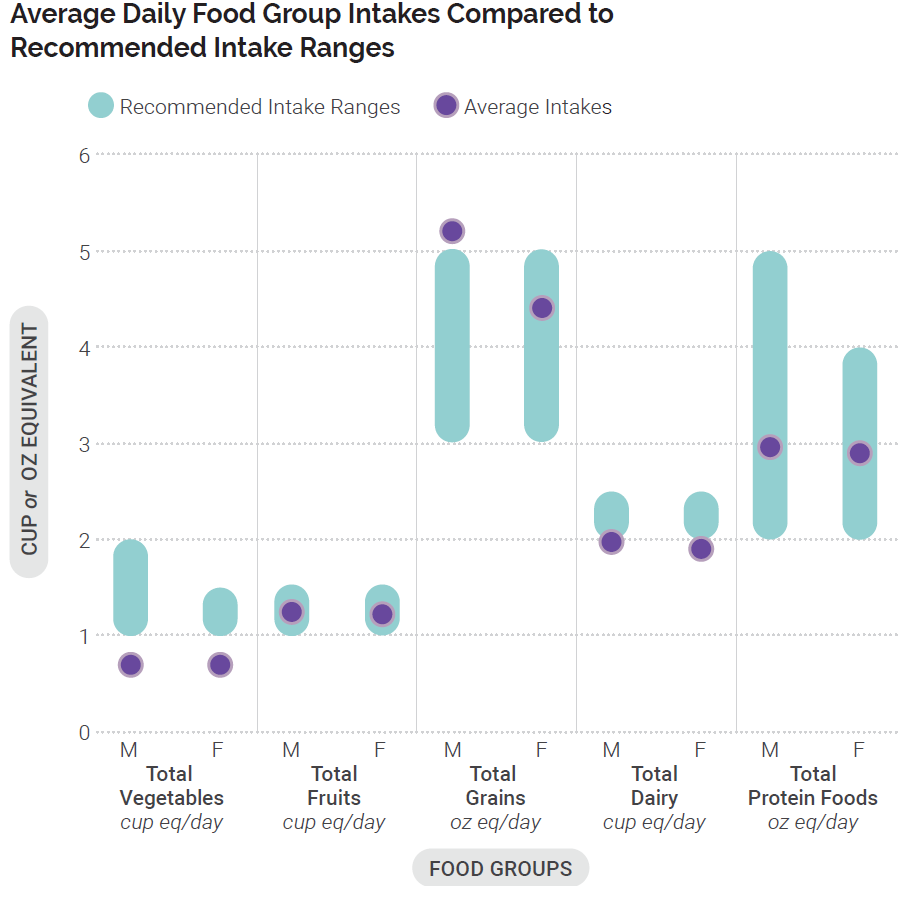 Average Daily Food Group Intakes Compared to
Recommended Intake Ranges
Recommended Intake Ranges Average Intakes
6
5
4
3
2
1
0
CUP or OZ EQUIVALENT
M F M F M F M F M F
Total Total Total Total Total
Vegetables Fruits Grains Dairy Protein Foods
cup eq/day cup eq/day oz eq/day cup eq/day oz eq/day
FOOD GROUPS